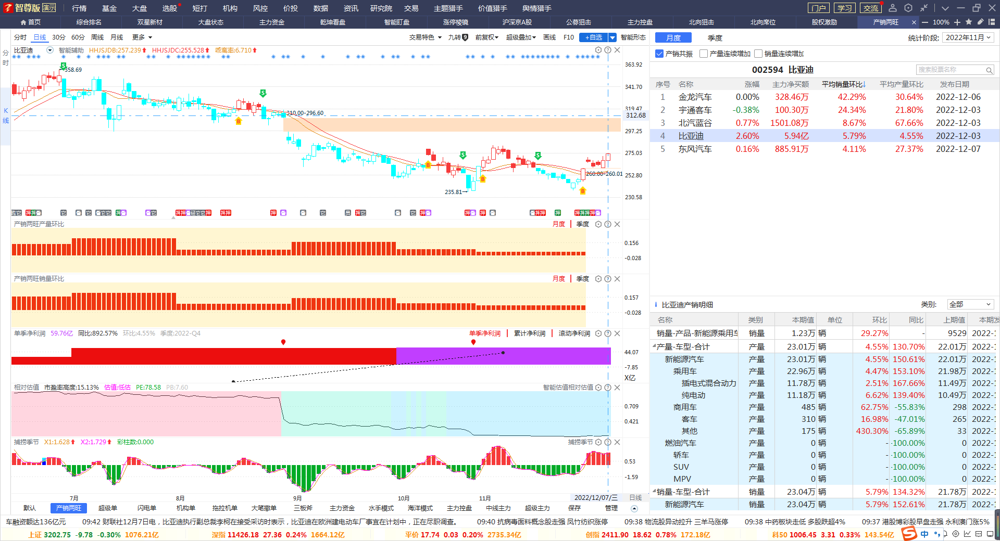 智尊版 演示 行情 基金 大盘 选股 短打 机构 风控 价投 数据 资讯 研究院 交易 主题猎手 价值猎手 舆情猎手 门户 学习 交流
首页 综合排名 双星新材 大盘状态 主力资金 乾坤看盘 智能盯盘 涨停棱镜 沪深京A股 公募狙击 主力控盘 北向狙击 北向席位 股权激励 产销两旺 100%
分时 日线 30分 60分 周线 月线 更多 交易特色 九转 9 前复权 超级叠加 画线 F10 +自选 智能形态
分时
K线
比亚迪 智能辅助 HHJSJDB:257.239 HHJSJDC:255.528 乖离率:6.710
363.92
358.69
341.70
319.47
310.00-296.60
312.68
297.25
275.03
260.00-260.01
252.80
235.81
230.58
产销两旺产量环比 月度 季度
0.156
-0.028
产销两旺销量环比 月度 季度
0.157
-0.028
单季净利润 59.76亿 同比:892.57% 环比:4.55% 季度:2022-Q4 单季净利润 累计净利润 滚动净利润
44.07
-7.85
X亿
相对估值 市盈率高度:15.13% 估值:低估 PE:78.58 PB:7.60 智能估值相对估值
0.709
0.421
捕捞季节 X1:1.628 X2:1.729 彩柱数:0.000 捕捞季节
0.53
-1.59
7月 8月 9月 10月 11月 2022/12/07/三 日线
默认 产销两旺 超级单 闪电单 机构单 拖拉机单 大笔撤单 三板斧 主力资金 水手模式 海洋模式 主力控盘 中线主力 超级主力 保存 管理
月度 季度 统计阶段: 2022年11月
产销共振 产量连续增加 销量连续增加
002594 比亚迪 搜索股票名称
序号 名称 涨幅 主力净买额 平均销量环比↓ 平均产量环比 发布日期
1 金龙汽车 0.00% 328.46万 42.29% 30.64% 2022-12-06
2 宇通客车 -0.38% 100.30万 24.34% 21.80% 2022-12-03
3 北汽蓝谷 0.77% 1501.08万 8.67% 67.66% 2022-12-03
4 比亚迪 2.60% 5.94亿 5.79% 4.55% 2022-12-03
5 东风汽车 0.16% 885.91万 4.11% 27.37% 2022-12-07
比亚迪产销明细 类别: 全部
名称 类别 本期值 单位 环比 同比 上期值 本期发
销量-产品-新能源乘用车 销量 1.23万 辆 29.27% - 9529 2022-1
产量-车型-合计 产量 23.01万 辆 4.55% 130.70% 22.01万 2022-1
新能源汽车 产量 23.01万 辆 4.55% 150.61% 22.01万 2022-1
乘用车 产量 22.96万 辆 4.47% 153.10% 21.98万 2022-1
插电式混合动力 产量 11.78万 辆 2.51% 167.66% 11.49万 2022-1
纯电动 产量 11.18万 辆 6.62% 139.40% 10.49万 2022-1
商用车 产量 485 辆 62.75% -55.83% 298 2022-1
客车 产量 310 辆 16.98% -47.01% 265 2022-1
其他 产量 175 辆 430.30% -65.89% 33 2022-1
燃油汽车 产量 0 辆 - -100.00% 0 2022-1
轿车 产量 0 辆 - -100.00% 0 2022-1
SUV 产量 0 辆 - -100.00% 0 2022-1
MPV 产量 0 辆 - -100.00% 0 2022-1
销量-车型-合计 销量 23.04万 辆 5.79% 134.32% 21.78万 2022-1
新能源汽车 销量 23.04万 辆 5.79% 152.61% 21.78万 2022-1
车融资额达136亿元 09:42 财联社12月7日电，比亚迪执行副总裁李柯在接受采访时表示，比亚迪在欧洲建电动车厂事宜在计划中，正在尽职调查。 09:40 抗病毒面料概念股走强 凤竹纺织涨停 09:38 物流股异动拉升 三羊马涨停 09:38 中药板块走低 多股跌超4% 09:37 港股博彩股早盘走强 永利澳门涨5%
上证 3202.75 -9.78 -0.30% 1076.21亿 深指 11426.18 27.36 0.24% 1664.12亿 平价 17.74 0.03 0.20% 2735.34亿 创指 2411.90 18.62 0.78% 172.18亿 科50 1006.45 3.31 0.33% 143.54亿 中